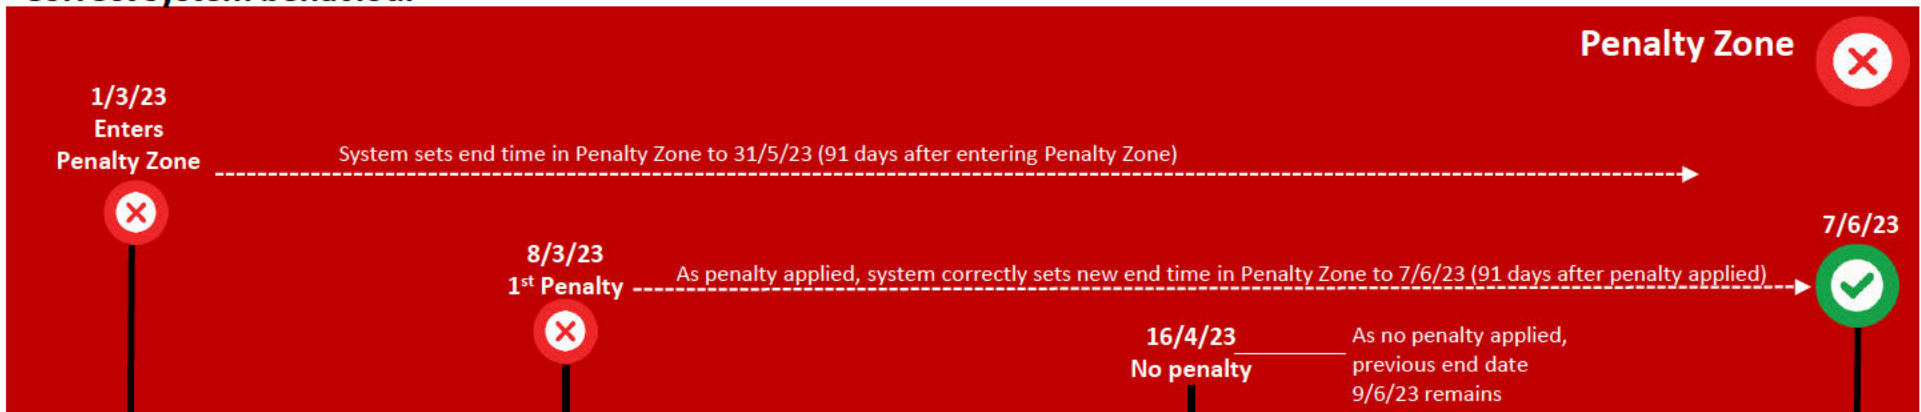 Correct system behaviour
Penalty Zone
1/3/23
Enters
Penalty Zone
System sets end time in Penalty Zone to 31/5/23 (91 days after entering Penalty Zone)
7/6/23
8/3/23
1st Penalty
As penalty applied, system correctly sets new end time in Penalty Zone to 7/6/23 (91 days after penalty applied)
16/4/23
No penalty
As no penalty applied,
previous end date
9/6/23 remains